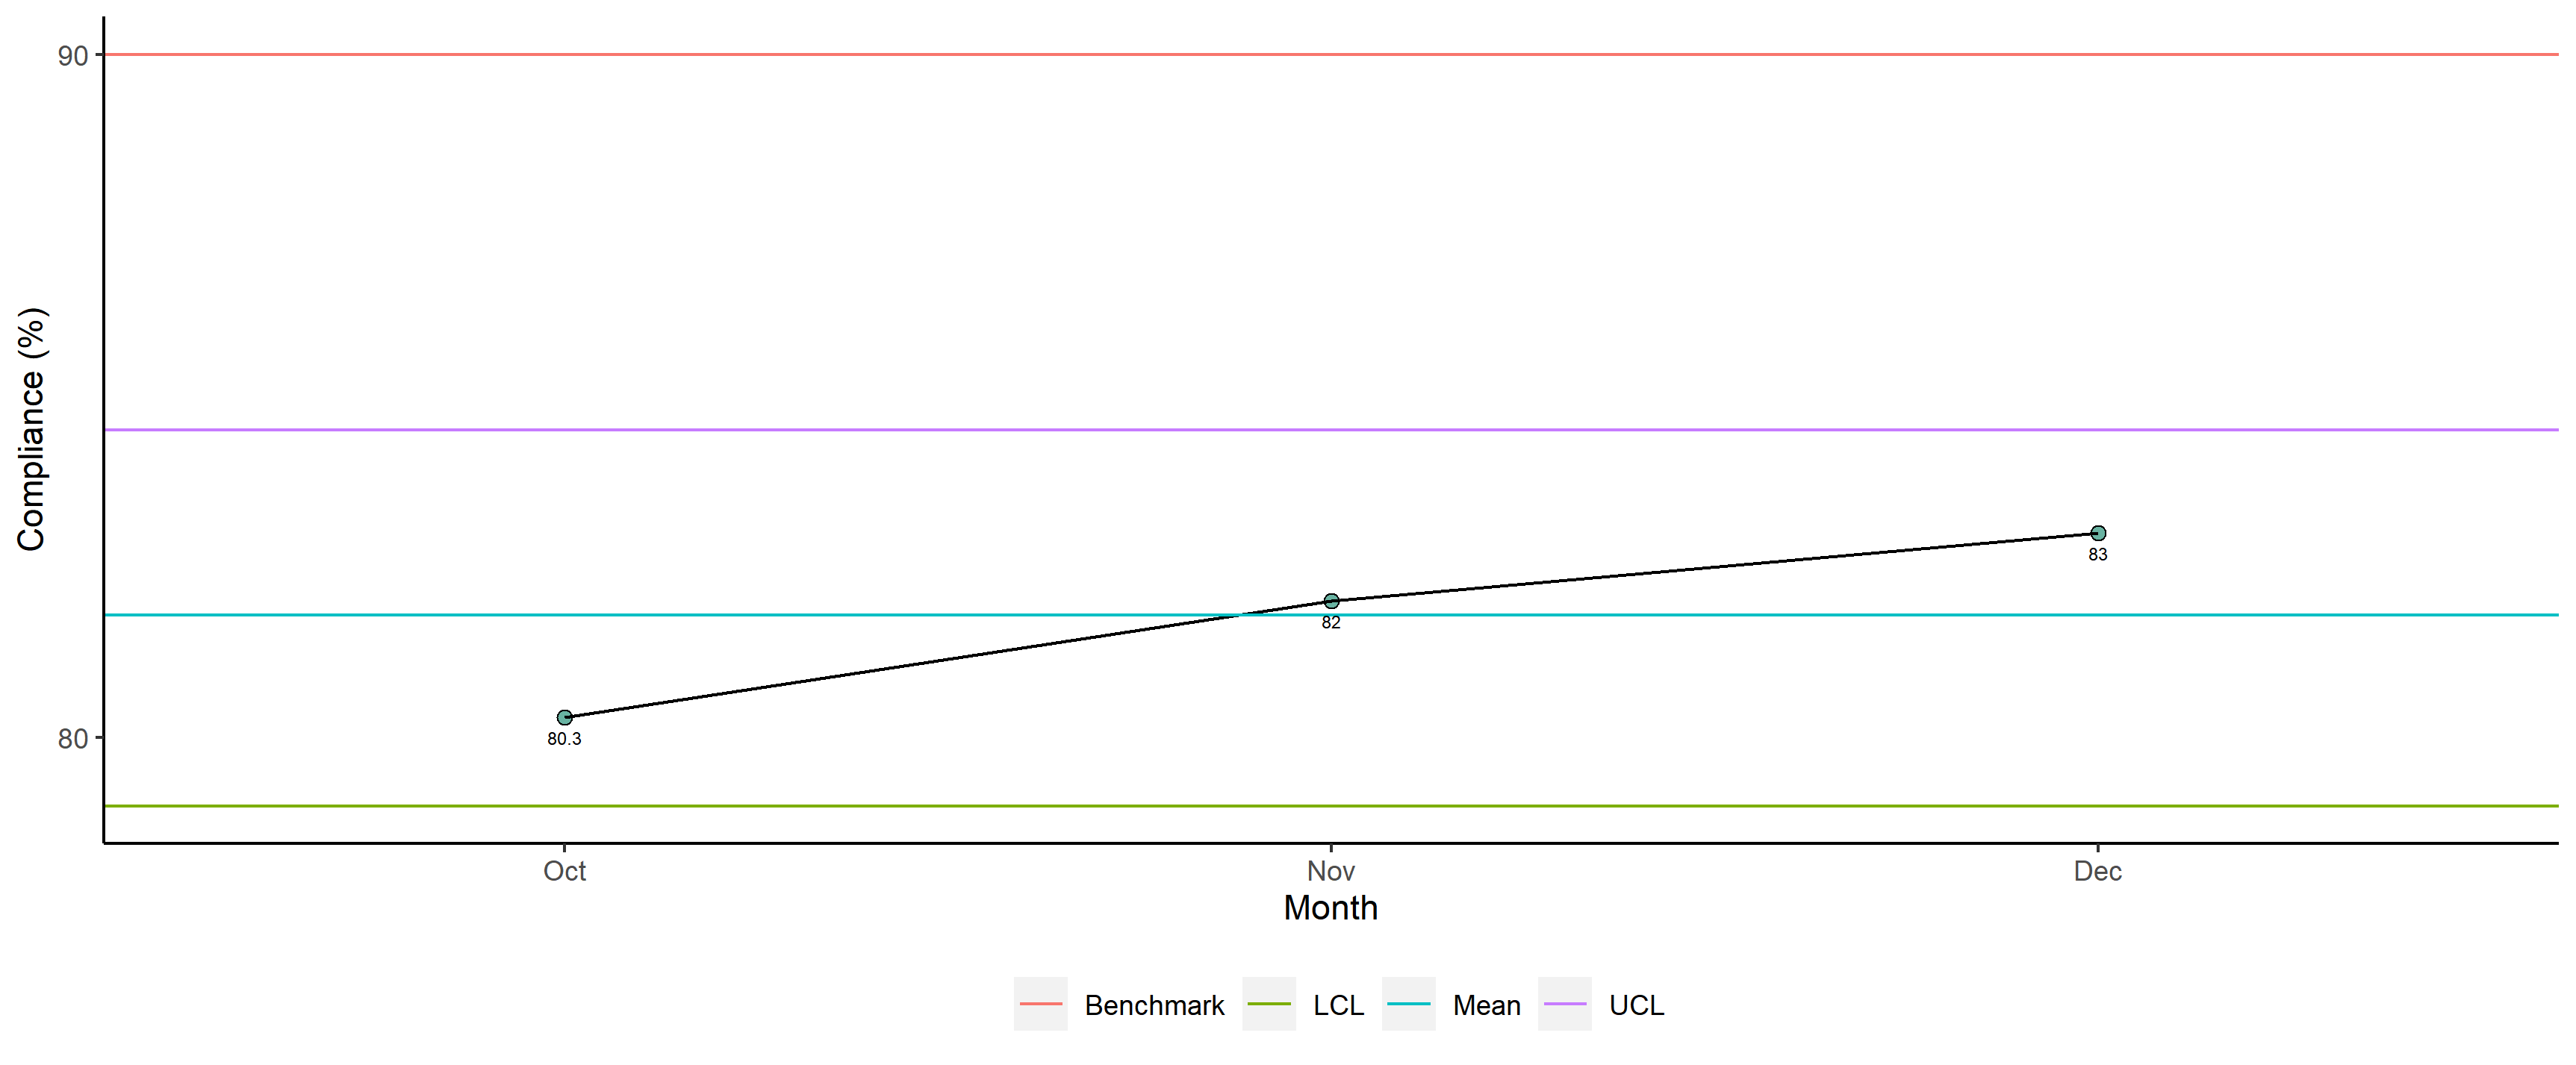 90
80
Compliance (%)
80.3
82
83
Oct Nov Dec
Month
Benchmark LCL Mean UCL